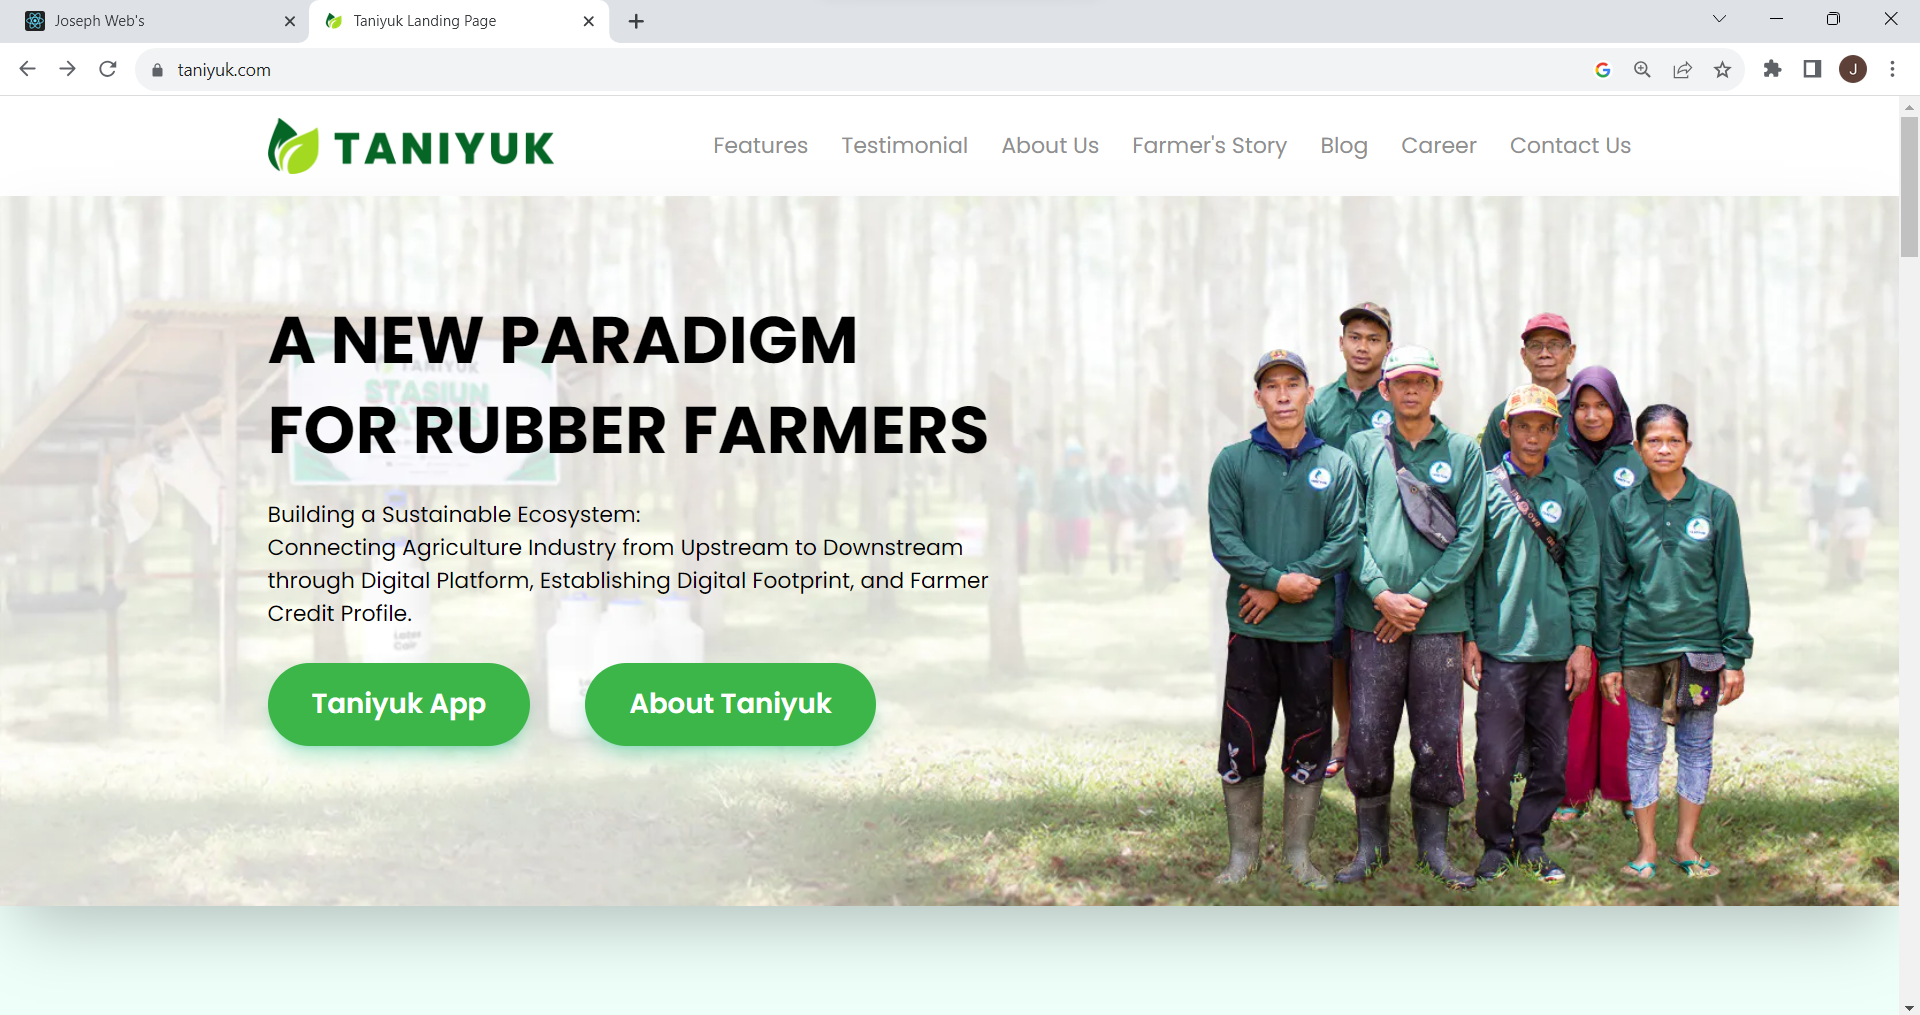 Joseph Web's
Taniyuk Landing Page
taniyuk.com
J
TANIYUK
Features Testimonial About Us Farmer's Story Blog Career Contact Us
A NEW PARADIGM
FOR RUBBER FARMERS
TANIYUK
STASIUN
Building a Sustainable Ecosystem:
Connecting Agriculture Industry from Upstream to Downstream
through Digital Platform, Establishing Digital Footprint, and Farmer
Credit Profile.
Taniyuk App About Taniyuk